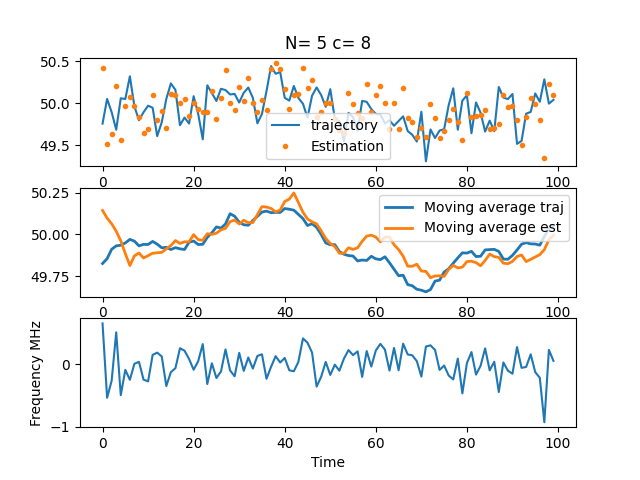 N= 5 c= 8
50.5
50.0
49.5
trajectory
Estimation
0 20 40 60 80 100
50.25
50.00
49.75
Moving average traj
Moving average est
0 20 40 60 80 100
Frequency MHz
0
−1
0 20 40 60 80 100
Time